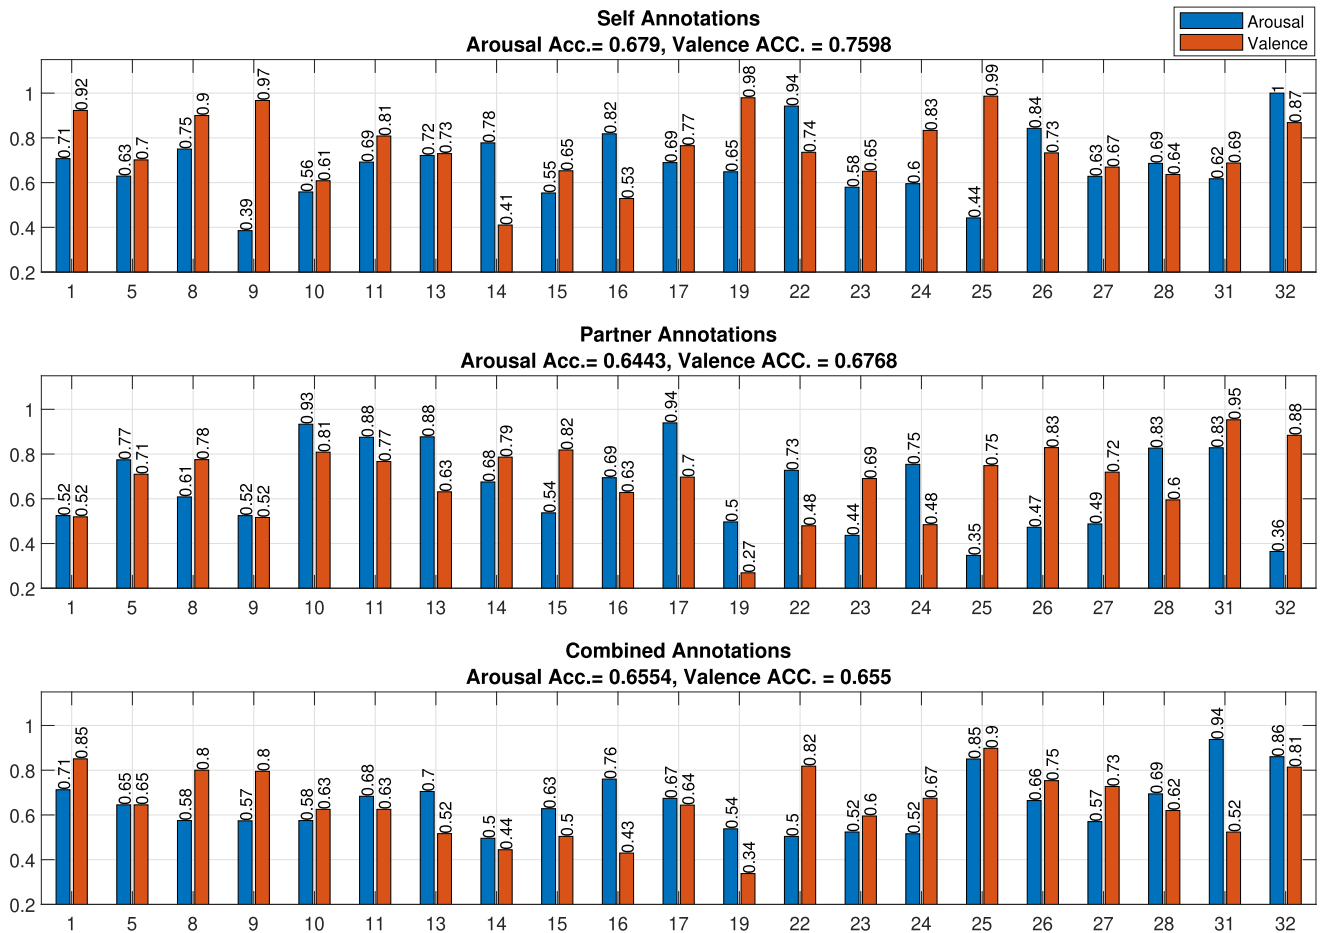 Self Annotations
Arousal Acc.= 0.679, Valence ACC. = 0.7598
Arousal
Valence
1
0.8
0.6
0.4
0.2
0.71 0.92 0.63 0.7 0.75 0.9 0.39 0.97 0.56 0.61 0.69 0.81 0.72 0.73 0.78 0.41 0.55 0.65 0.82 0.53 0.69 0.77 0.65 0.98 0.94 0.74 0.58 0.65 0.6 0.83 0.44 0.99 0.84 0.73 0.63 0.67 0.69 0.64 0.62 0.69 1 0.87
1 5 8 9 10 11 13 14 15 16 17 19 22 23 24 25 26 27 28 31 32
Partner Annotations
Arousal Acc.= 0.6443, Valence ACC. = 0.6768
1
0.8
0.6
0.4
0.2
0.52 0.52 0.77 0.71 0.61 0.78 0.52 0.52 0.93 0.81 0.88 0.77 0.88 0.63 0.68 0.79 0.54 0.82 0.69 0.63 0.94 0.7 0.5 0.27 0.73 0.48 0.44 0.69 0.75 0.48 0.35 0.75 0.47 0.83 0.49 0.72 0.83 0.6 0.83 0.95 0.36 0.88
1 5 8 9 10 11 13 14 15 16 17 19 22 23 24 25 26 27 28 31 32
Combined Annotations
Arousal Acc.= 0.6554, Valence ACC. = 0.655
1
0.8
0.6
0.4
0.2
0.71 0.85 0.65 0.65 0.58 0.8 0.57 0.8 0.58 0.63 0.68 0.63 0.7 0.52 0.5 0.44 0.63 0.5 0.76 0.43 0.67 0.64 0.54 0.34 0.5 0.82 0.52 0.6 0.52 0.67 0.85 0.9 0.66 0.75 0.57 0.73 0.69 0.62 0.94 0.52 0.86 0.81
1 5 8 9 10 11 13 14 15 16 17 19 22 23 24 25 26 27 28 31 32